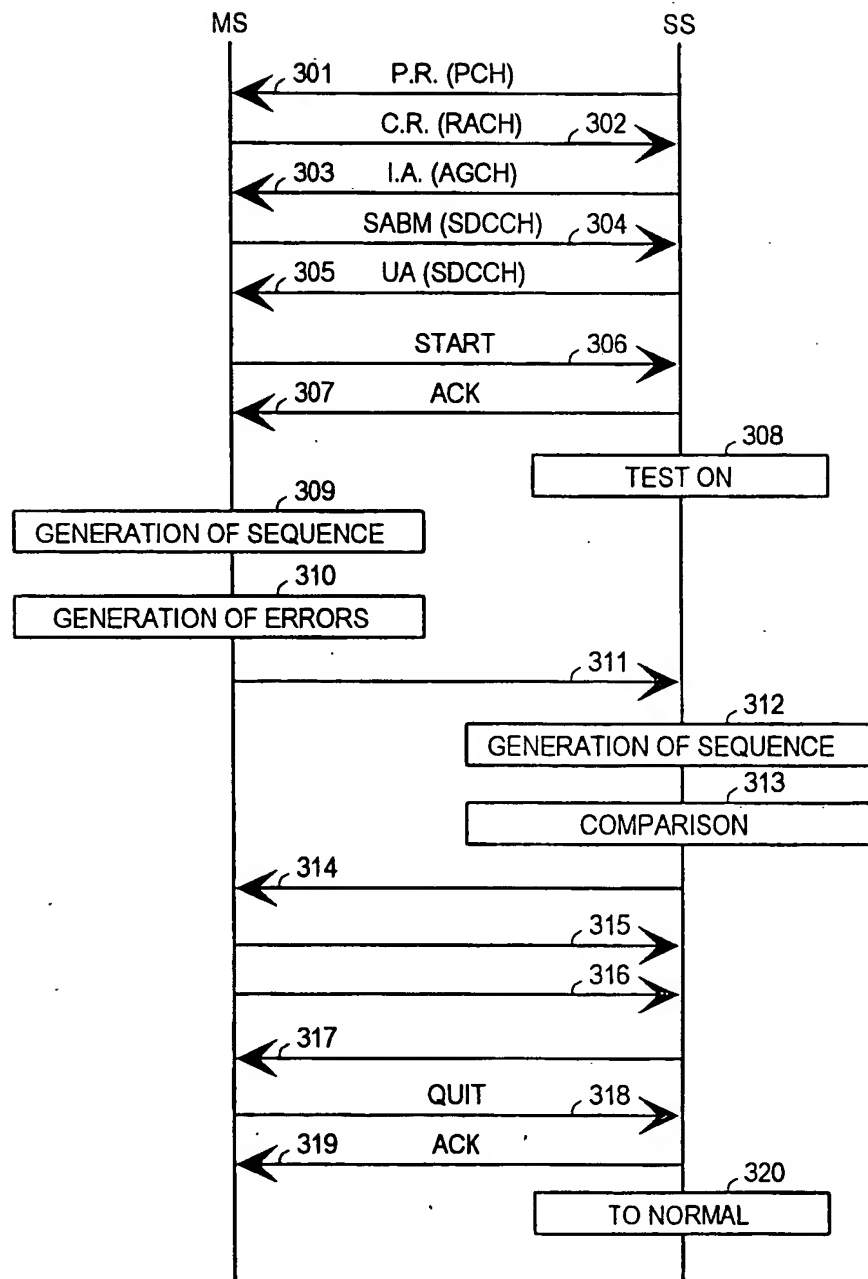 MS SS
301 P.R. (PCH)
C.R. (RACH) 302
303 I.A. (AGCH)
SABM (SDCCH) 304
305 UA (SDCCH)
START 306
307 ACK
308
TEST ON
309
GENERATION OF SEQUENCE
310
GENERATION OF ERRORS
311
312
GENERATION OF SEQUENCE
313
COMPARISON
314
315
316
317
QUIT 318
319 ACK
320
TO NORMAL